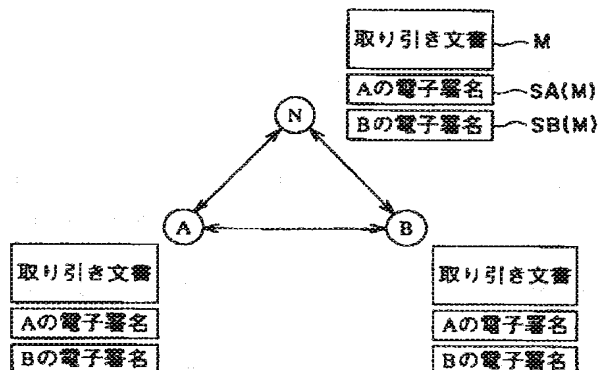 取り引き文書 M
Aの電子署名 SA(M)
Bの電子署名 SB(M)
N
A
B
取り引き文書
Aの電子署名
Bの電子署名
取り引き文書
Aの電子署名
Bの電子署名